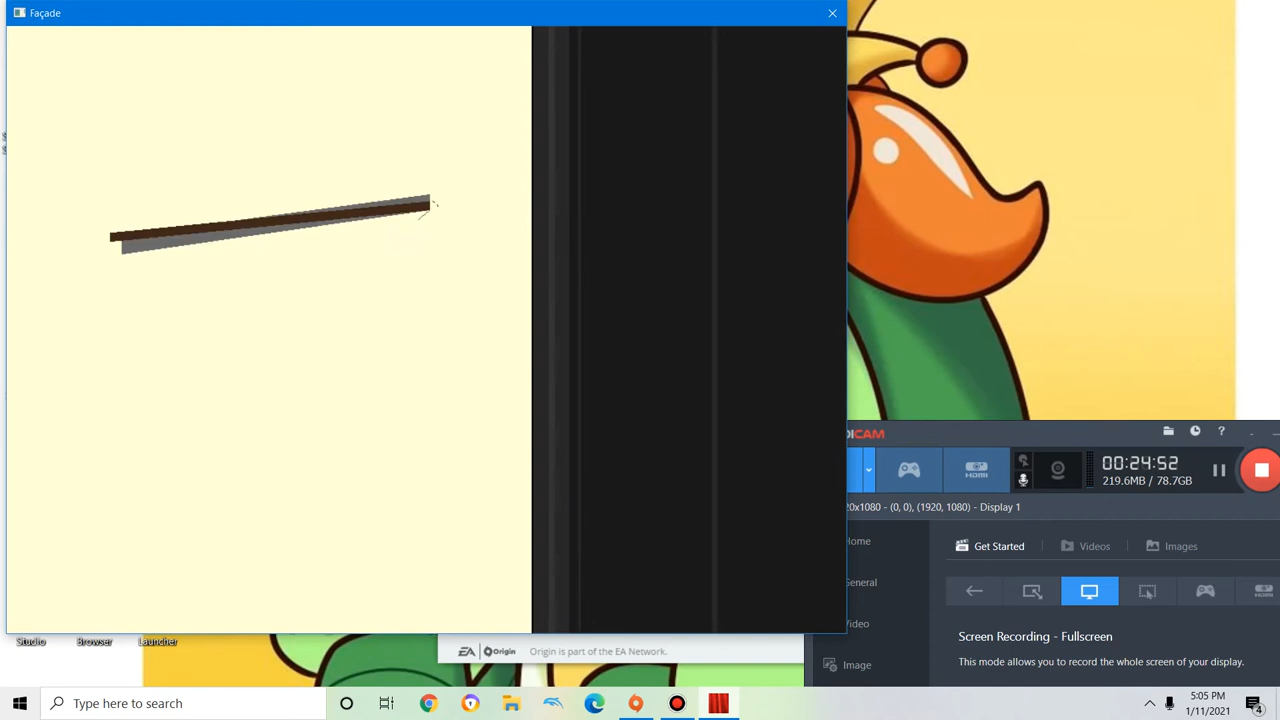 Façade
DICAM
?
00:24:52
219.6MB / 78.7GB
20x1080 - (0, 0), (1920, 1080) - Display 1
Home
Get Started
Videos
Images
General
Video
Screen Recording - Fullscreen
This mode allows you to record the whole screen of your display.
Image
Studio
Browser
Launcher
EA
Origin
Origin is part of the EA Network.
Type here to search
5:05 PM
1/11/2021
4